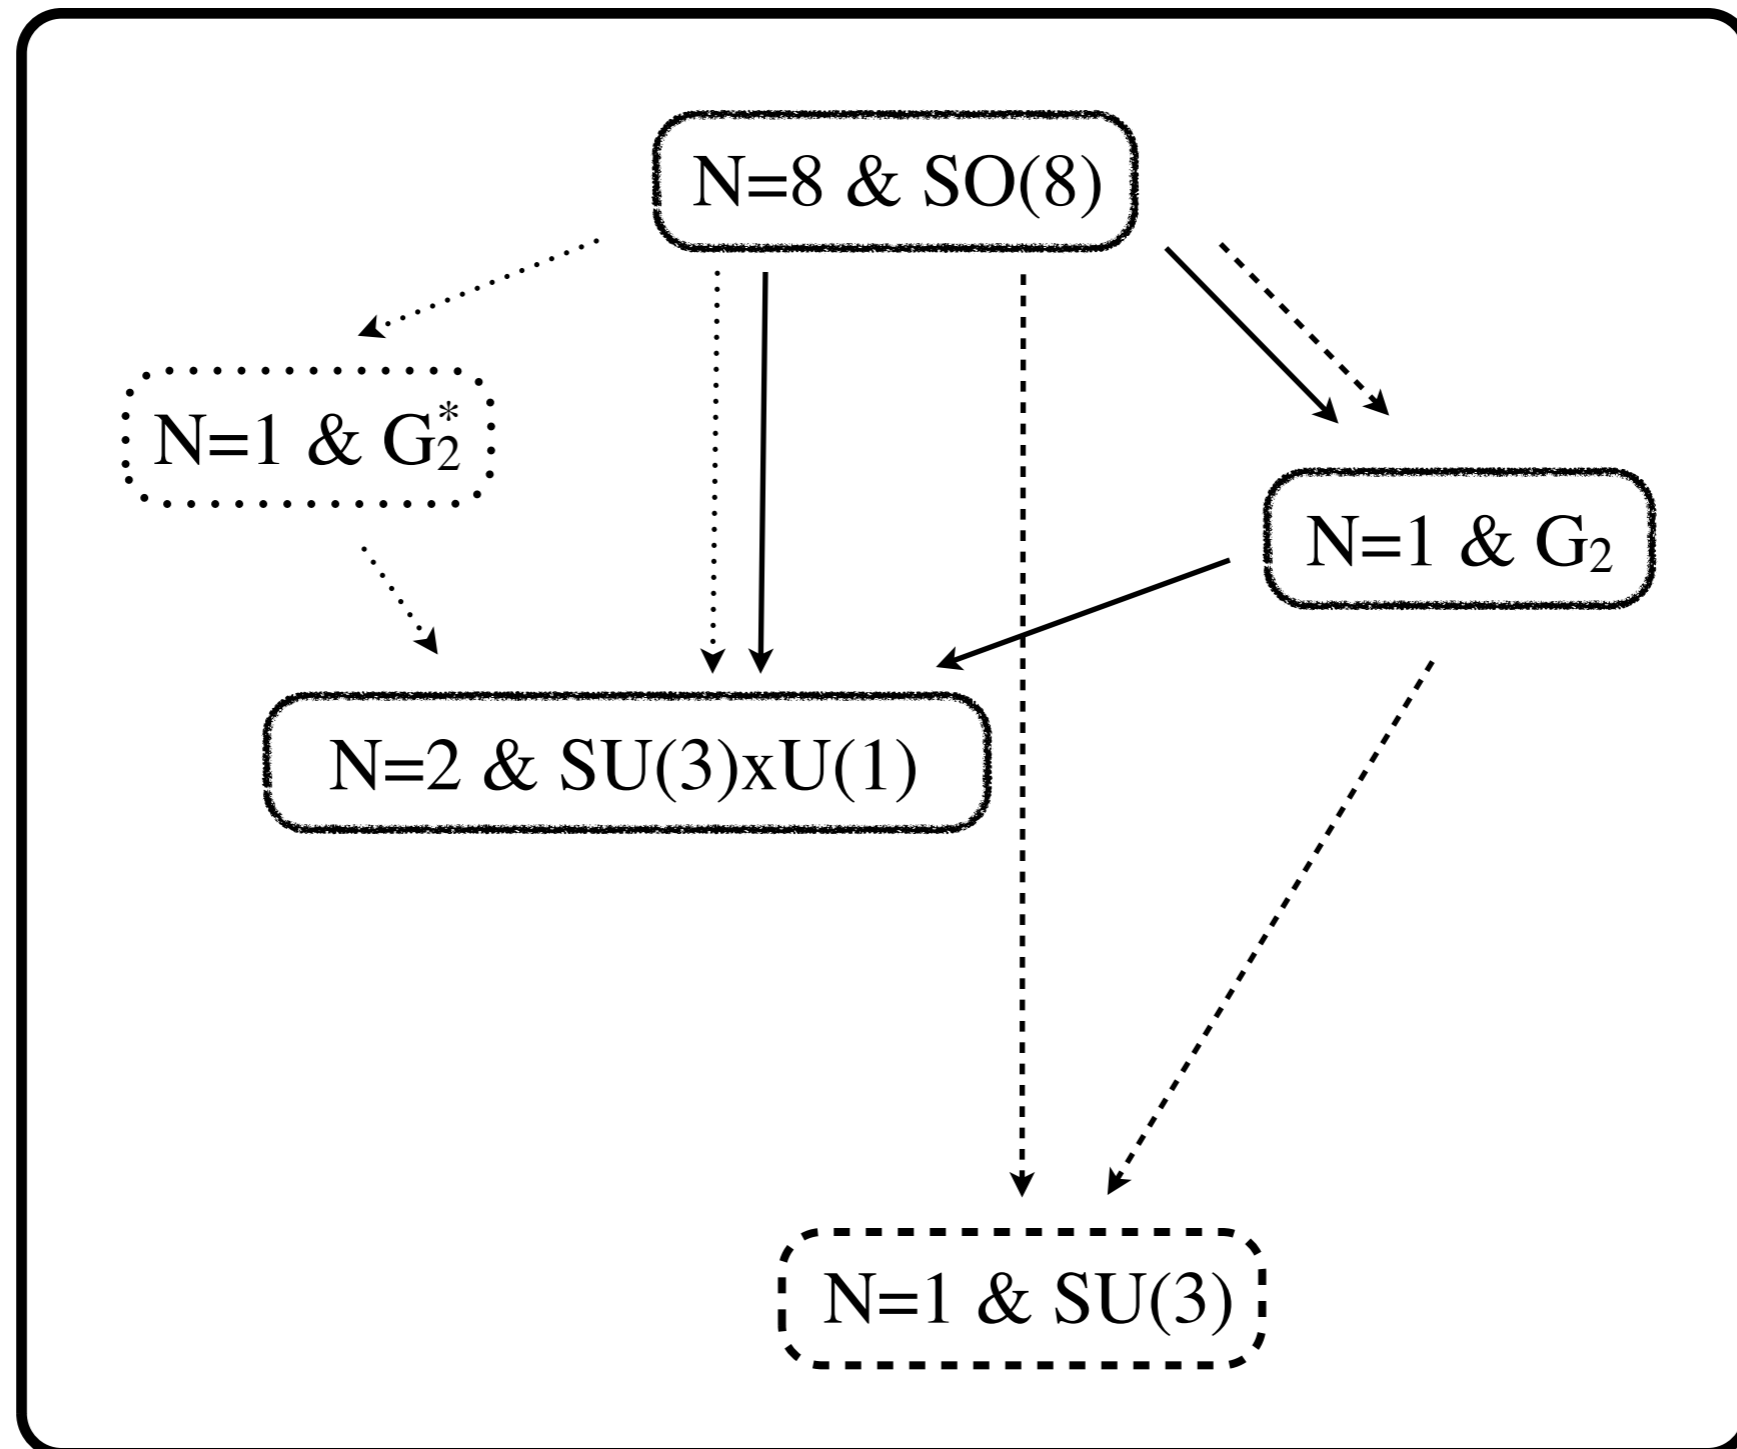 N=8 & SO(8)
N=1 & G₂*
N=1 & G₂
N=2 & SU(3)xU(1)
N=1 & SU(3)